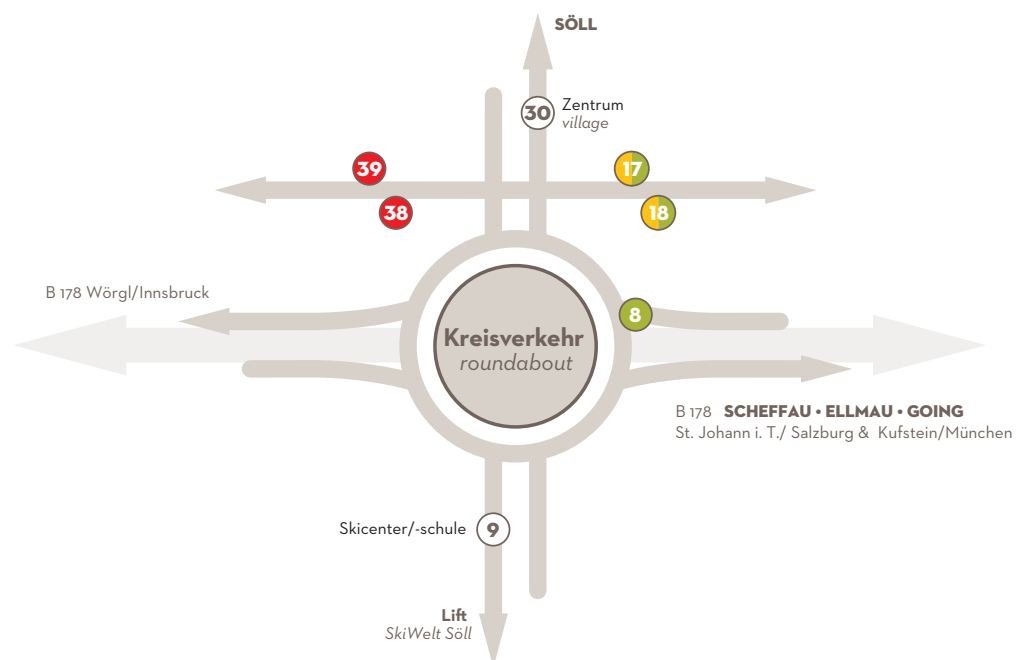 SÖLL
30
Zentrum
village
39
17
38
18
B 178 Wörgl/Innsbruck
8
Kreisverkehr
roundabout
B 178 SCHEFFAU • ELLMAU • GOING
St. Johann i. T./ Salzburg & Kufstein/München
Skicenter/-schule
9
Lift
SkiWelt Söll